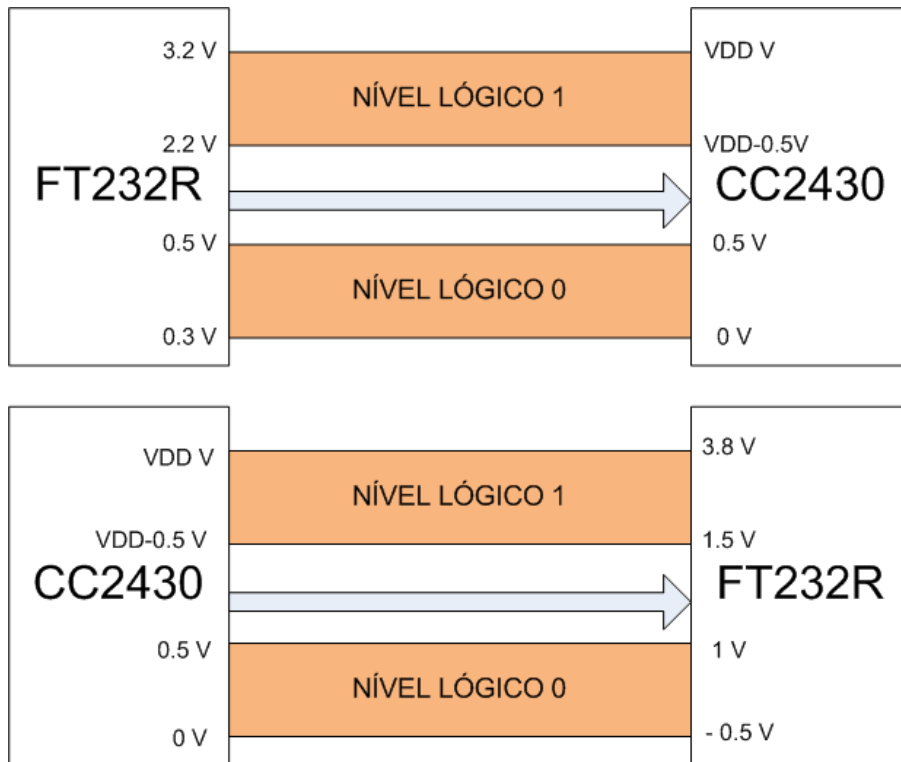 3.2 V
VDD V
NÍVEL LÓGICO 1
2.2 V
VDD-0.5V
FT232R
CC2430
0.5 V
0.5 V
NÍVEL LÓGICO 0
0.3 V
0 V
VDD V
3.8 V
NÍVEL LÓGICO 1
VDD-0.5 V
1.5 V
CC2430
FT232R
0.5 V
1 V
NÍVEL LÓGICO 0
0 V
- 0.5 V